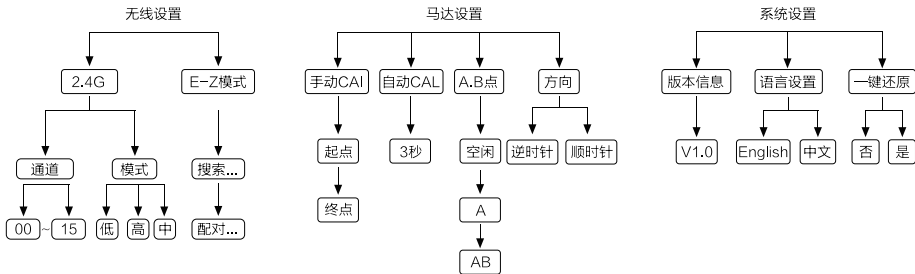 无线设置 马达设置 系统设置
2.4G E-Z模式 手动CAl 自动CAL A.B点 方向 版本信息 语言设置 一键还原
起点 3秒 空闲 逆时针 顺时针 V1.0 English 中文 否 是
通道 模式 搜索...
终点 A
00 ~ 15 低 高 中 配对...
AB